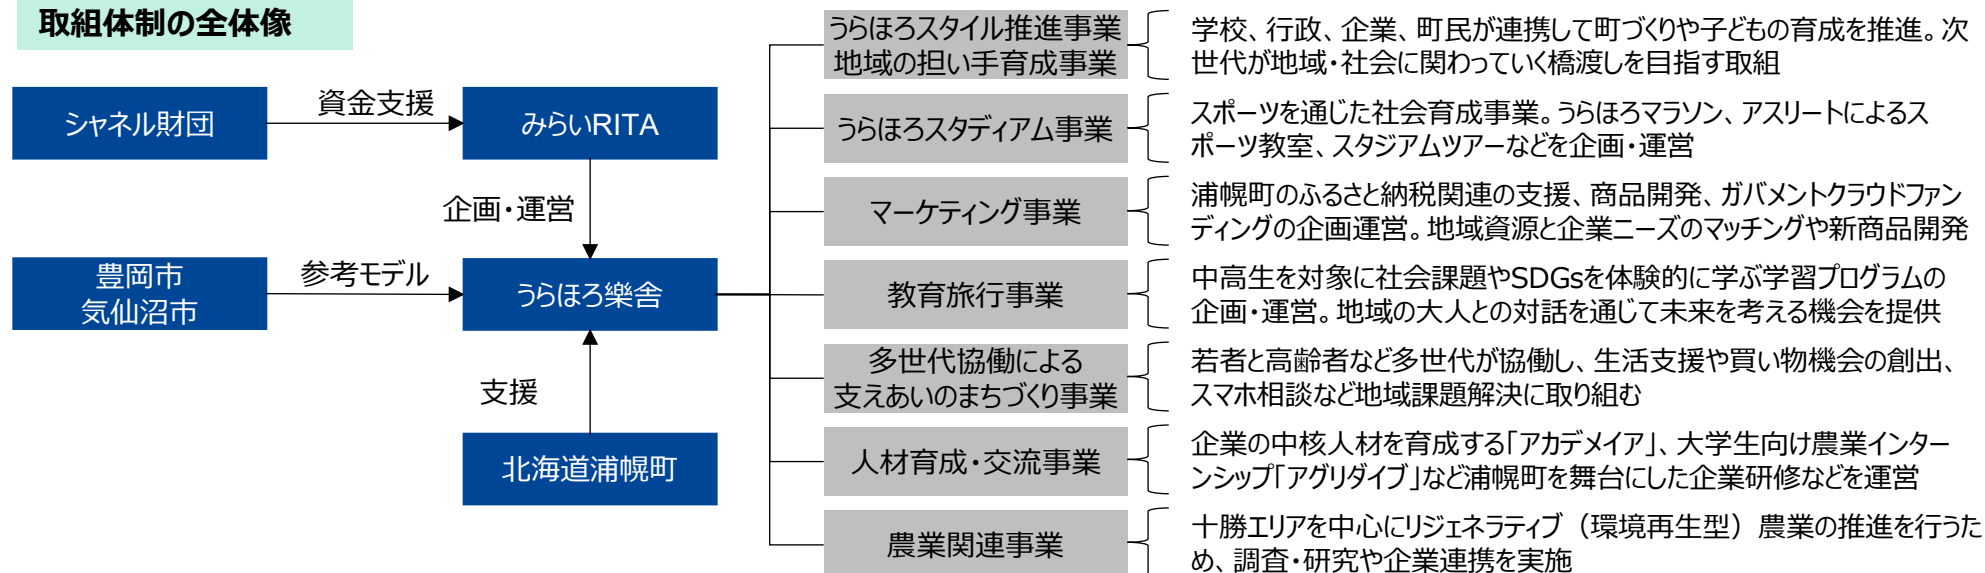 取組体制の全体像
シャネル財団
資金支援
みらいRITA
企画・運営
豊岡市
気仙沼市
参考モデル
うらほろ樂舎
支援
北海道浦幌町
うらほろスタイル推進事業
地域の担い手育成事業
学校、行政、企業、町民が連携して町づくりや子どもの育成を推進。次
世代が地域・社会に関わっていく橋渡しを目指す取組
うらほろスタディアム事業
スポーツを通じた社会育成事業。うらほろマラソン、アスリートによるス
ポーツ教室、スタジアムツアーなどを企画・運営
マーケティング事業
浦幌町のふるさと納税関連の支援、商品開発、ガバメントクラウドファン
ディングの企画運営。地域資源と企業ニーズのマッチングや新商品開発
教育旅行事業
中高生を対象に社会課題やSDGsを体験的に学ぶ学習プログラムの
企画・運営。地域の大人との対話を通じて未来を考える機会を提供
多世代協働による
支えあいのまちづくり事業
若者と高齢者など多世代が協働し、生活支援や買い物機会の創出、
スマホ相談など地域課題解決に取り組む
人材育成・交流事業
企業の中核人材を育成する「アカデメイア」、大学生向け農業インター
ンシップ「アグリダイブ」など浦幌町を舞台にした企業研修などを運営
農業関連事業
十勝エリアを中心にリジェネラティブ（環境再生型）農業の推進を行うた
め、調査・研究や企業連携を実施